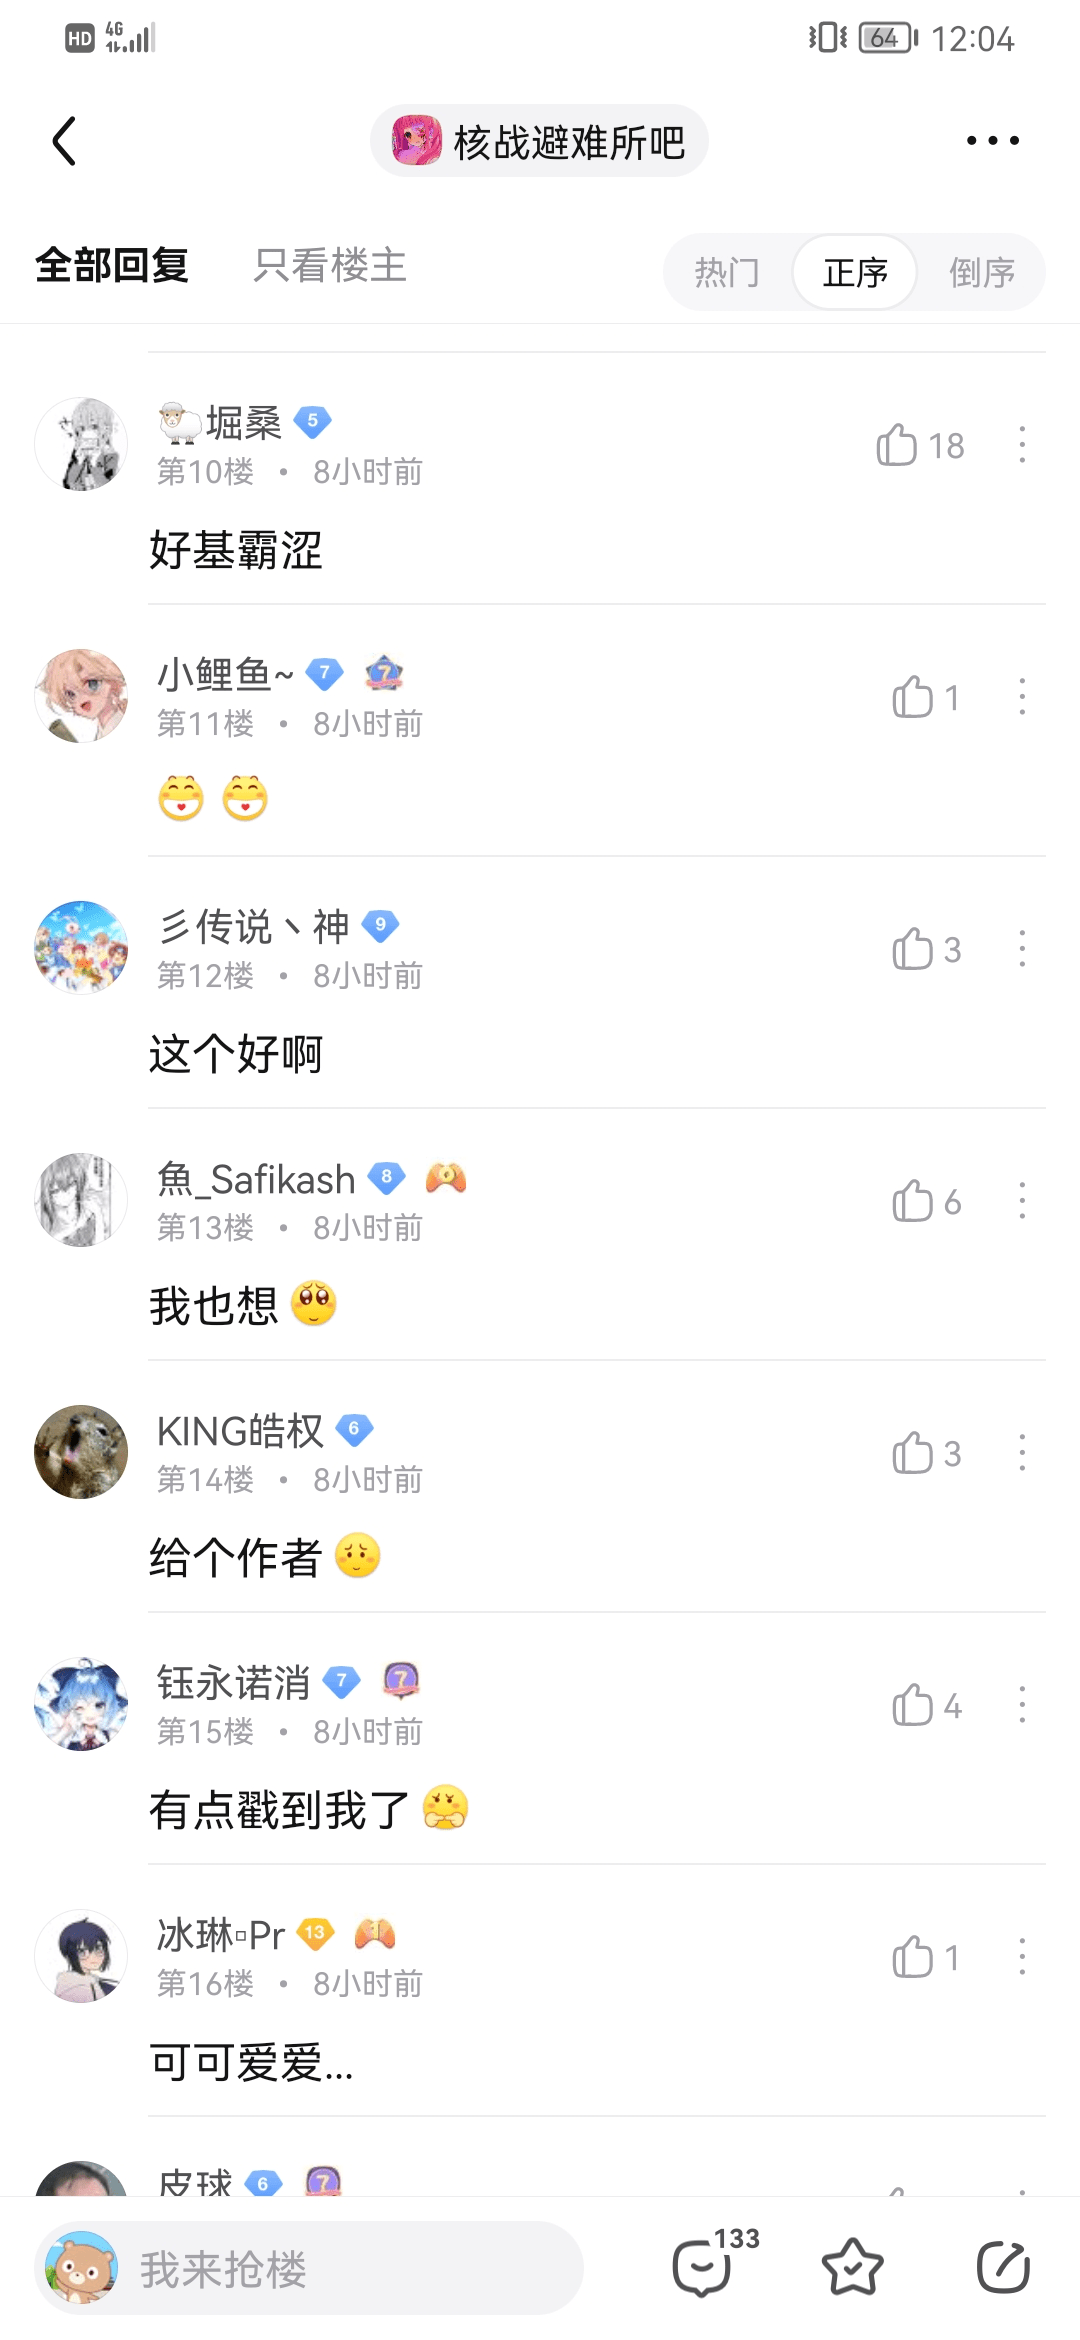 HD 4G 64 12:04
核战避难所吧
全部回复 只看楼主 热门 正序 倒序
堀桑 5
第10楼 • 8小时前 18
好基霸涩
小鲤鱼~ 7 7
第11楼 • 8小时前 1
彡传说丶神 9
第12楼 • 8小时前 3
这个好啊
魚_Safikash 8
第13楼 • 8小时前 6
我也想
KING皓权 6
第14楼 • 8小时前 3
给个作者
钰永诺消 7 7
第15楼 • 8小时前 4
有点戳到我了
冰琳▫Pr 13
第16楼 • 8小时前 1
可可爱爱...
皮球 6 7
我来抢楼 133